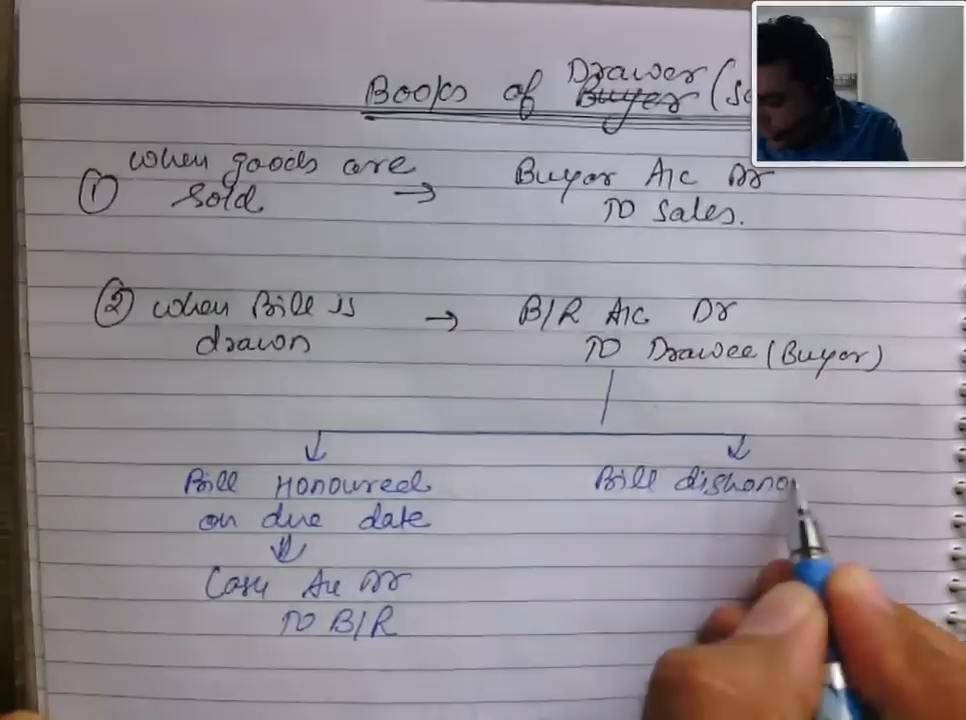 Books of Drawer
Buyer (Se
① When goods are sold → Buyer A/c Dr
To Sales.
② When Bill is drawn → B/R A/c Dr
To Drawee (Buyer)
Bill Honoured Bill dishono
on due date
Cash A/c Dr
To B/R